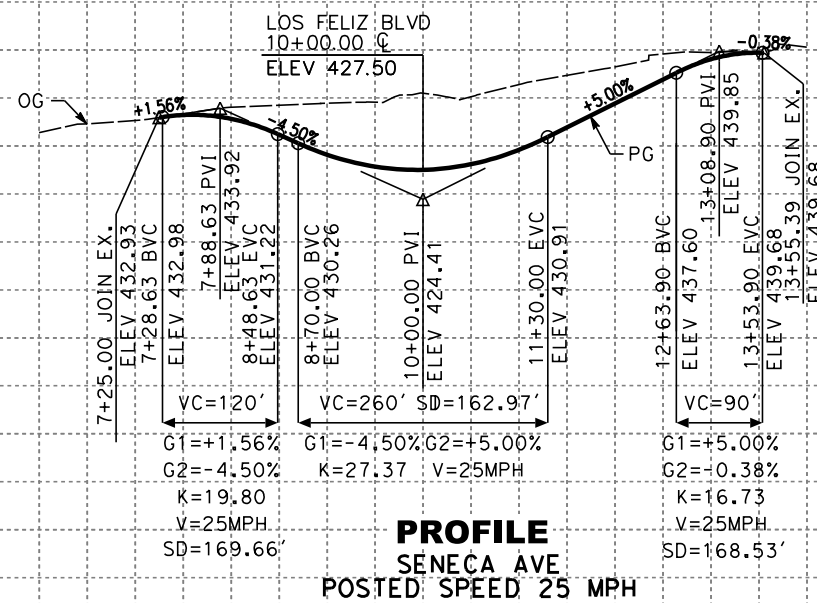 LOS FELIZ BLVD
10+00.00 ℄
ELEV 427.50
OG
+1.56%
-4.50%
+5.00%
-0.38%
PG
7+25.00 JOIN EX.
ELEV 432.93
7+28.63 BVC
ELEV 432.98
7+88.63 PVI
ELEV 433.92
8+48.63 EVC
ELEV 431.22
8+70.00 BVC
ELEV 430.26
10+00.00 PVI
ELEV 424.41
11+30.00 EVC
ELEV 430.91
12+63.90 BVC
ELEV 437.60
13+08.90 PVI
ELEV 439.85
13+53.90 EVC
ELEV 439.68
13+55.39 JOIN EX.
ELEV 439.68
VC=120′
G1=+1.56%
G2=-4.50%
K=19.80
V=25MPH
SD=169.66′
VC=260′ SD=162.97′
G1=-4.50% G2=+5.00%
K=27.37 V=25MPH
VC=90′
G1=+5.00%
G2=-0.38%
K=16.73
V=25MPH
SD=168.53′
PROFILE
SENECA AVE
POSTED SPEED 25 MPH